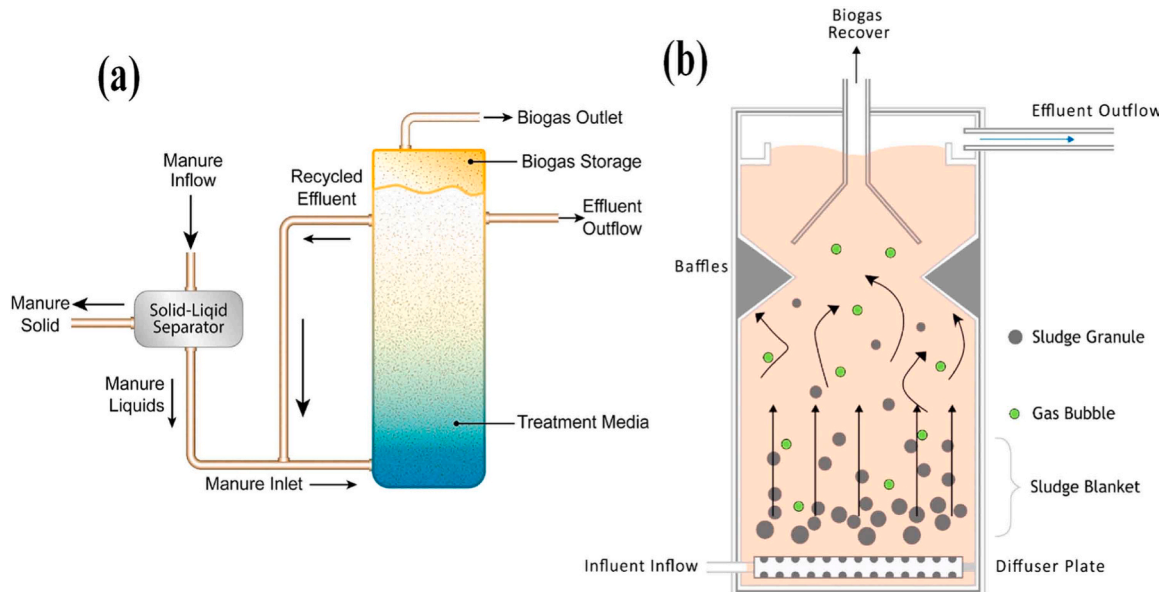 (a)
Biogas Outlet
Biogas Storage
Manure
Inflow
Recycled
Effluent
Effluent
Outflow
Manure
Solid
Solid-Liqid
Separator
Manure
Liquids
Treatment Media
Manure Inlet
(b)
Biogas
Recover
Effluent Outflow
Baffles
Sludge Granule
Gas Bubble
Sludge Blanket
Influent Inflow
Diffuser Plate